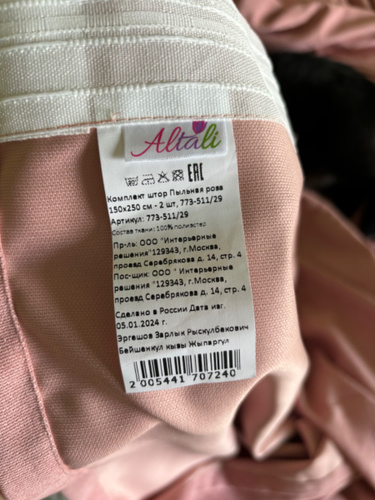 Altali
EAC
Комплект штор Пыльная роза
150х250 см - 2 шт, 773-511/29
Артикул: 773-511/29
Состав ткани: 100% полиэстер
Пр-ль: ООО "Интерьерные
решения"129343, г.Москва,
проезд Серебрякова д. 14, стр. 4
Пос-щик: ООО " Интерьерные
решения "129343, г.Москва,
проезд Серебрякова д. 14, стр. 4
Сделано в России Дата изг.
05.01.2024 г.
Эргешов Зарлык Рыскулбекович
Бейшенкул кызы Жыпаргул
2 005441 707240